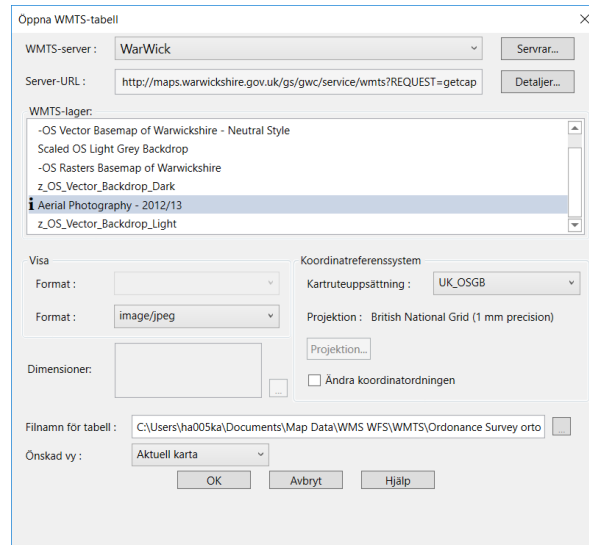 Öppna WMTS-tabell
WMTS-server : WarWick Servrar...
Server-URL : http://maps.warwickshire.gov.uk/gs/gwc/service/wmts?REQUEST=getcap Detaljer...
WMTS-lager:
-OS Vector Basemap of Warwickshire - Neutral Style
Scaled OS Light Grey Backdrop
-OS Rasters Basemap of Warwickshire
z_OS_Vector_Backdrop_Dark
Aerial Photography - 2012/13
z_OS_Vector_Backdrop_Light
Visa
Format :
Format : image/jpeg
Dimensioner:
...
Koordinatreferenssystem
Kartruteuppsättning : UK_OSGB
Projektion : British National Grid (1 mm precision)
Projektion...
Ändra koordinatordningen
Filnamn för tabell : C:\Users\ha005ka\Documents\Map Data\WMS WFS\WMTS\Ordonance Survey orto ...
Önskad vy : Aktuell karta
OK Avbryt Hjälp